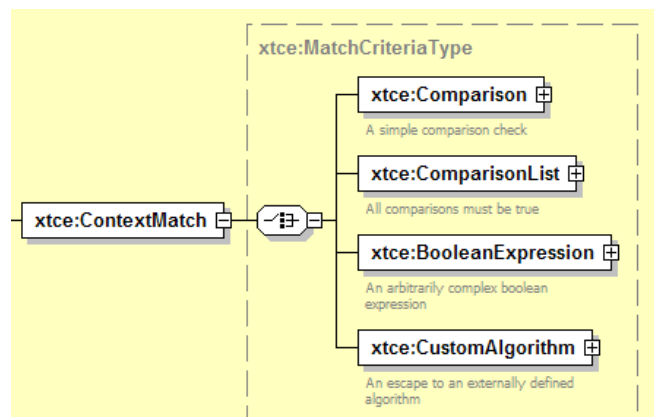 xtce:MatchCriteriaType
xtce:Comparison
A simple comparison check
xtce:ComparisonList
All comparisons must be true
xtce:ContextMatch
xtce:BooleanExpression
An arbitrarily complex boolean
expression
xtce:CustomAlgorithm
An escape to an externally defined
algorithm